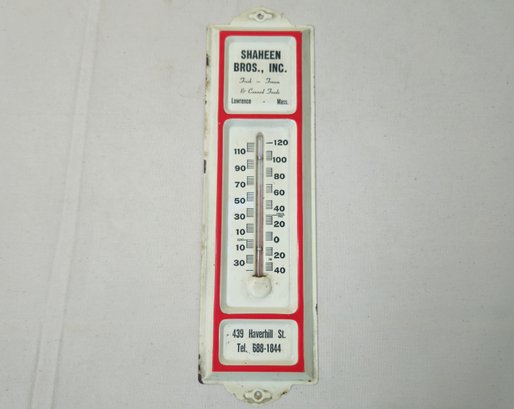 SHAHEEN
BROS., INC.
Fresh – Frozen
& Canned Foods
Lawrence - Mass.
120
110
100
90
80
70
60
50
40
30
20
10
0
10
20
30
40
439 Haverhill St.
Tel. 688-1844